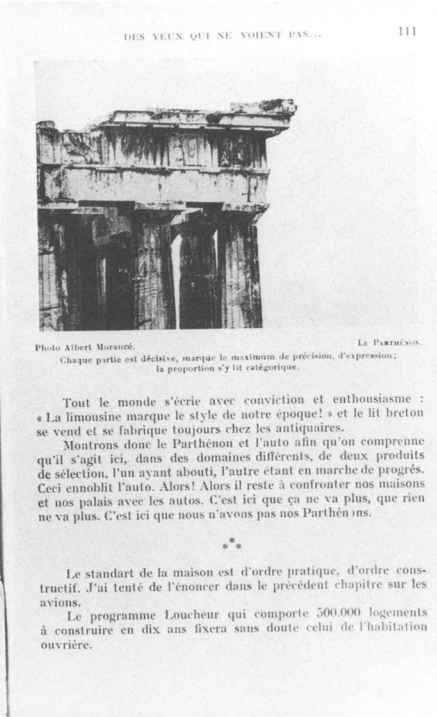 DES YEUX QUI NE VOIENT PAS... 111
Photo Albert Morancé. LE PARTHÉNON.
Chaque partie est décisive, marque le maximum de précision, d'expression;
la proportion s'y lit catégorique.
Tout le monde s'écrie avec conviction et enthousiasme :
« La limousine marque le style de notre époque! » et le lit breton
se vend et se fabrique toujours chez les antiquaires.
Montrons donc le Parthénon et l'auto afin qu'on comprenne
qu'il s'agit ici, dans des domaines différents, de deux produits
de sélection, l'un ayant abouti, l'autre étant en marche de progrès.
Ceci ennoblit l'auto. Alors! Alors il reste à confronter nos maisons
et nos palais avec les autos. C'est ici que ça ne va plus, que rien
ne va plus. C'est ici que nous n'avons pas nos Parthénons.
* * *
Le standart de la maison est d'ordre pratique, d'ordre cons-
tructif. J'ai tenté de l'énoncer dans le précédent chapitre sur les
avions.
Le programme Loucheur qui comporte 500.000 logements
à construire en dix ans fixera sans doute celui de l'habitation
ouvrière.